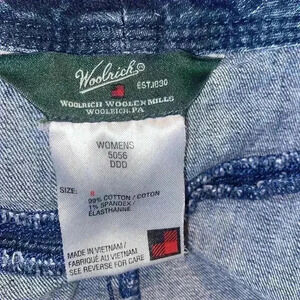 Woolrich
EST.1830
WOOLRICH WOOLEN MILLS
WOOLRICH, PA
WOMENS
5056
DDD
SIZE: 8
99% COTTON / COTON
1% SPANDEX /
ELASTHANNE
MADE IN VIETNAM /
FABRIQUÉ AU VIETNAM
SEE REVERSE FOR CARE